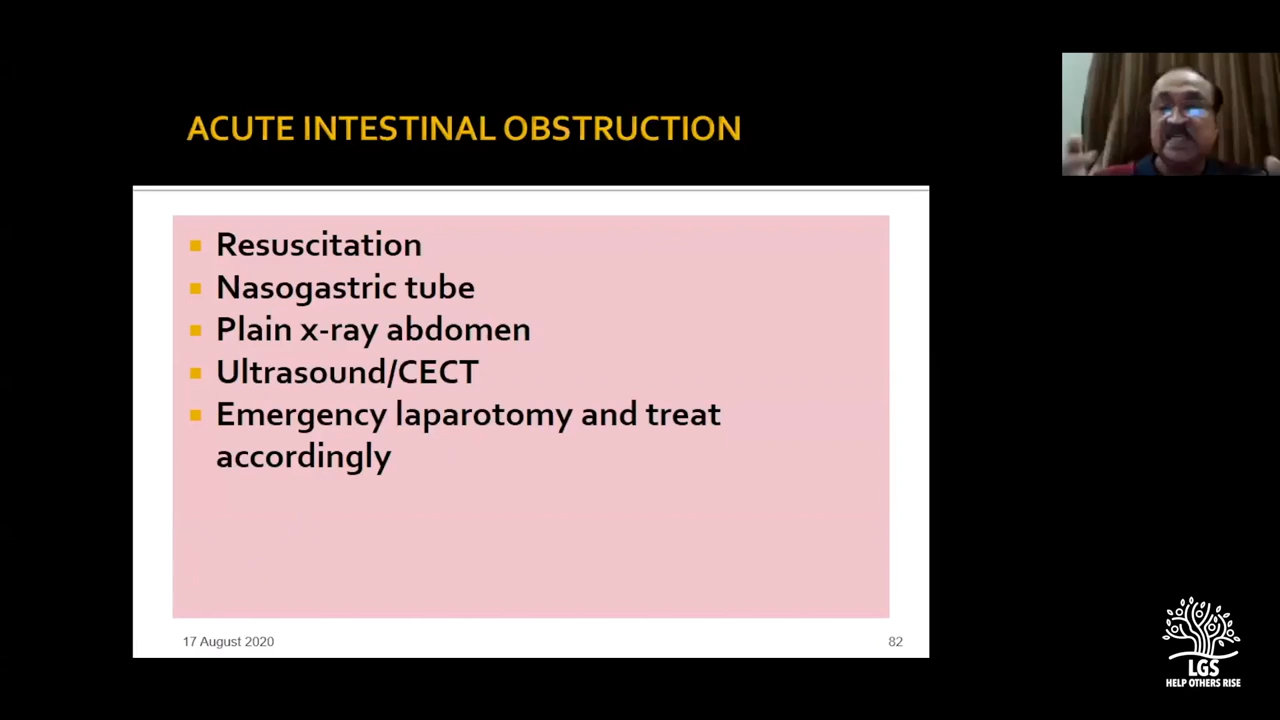 ACUTE INTESTINAL OBSTRUCTION
Resuscitation
Nasogastric tube
Plain x-ray abdomen
Ultrasound/CECT
Emergency laparotomy and treat
accordingly
17 August 2020
82
LGS
HELP OTHERS RISE